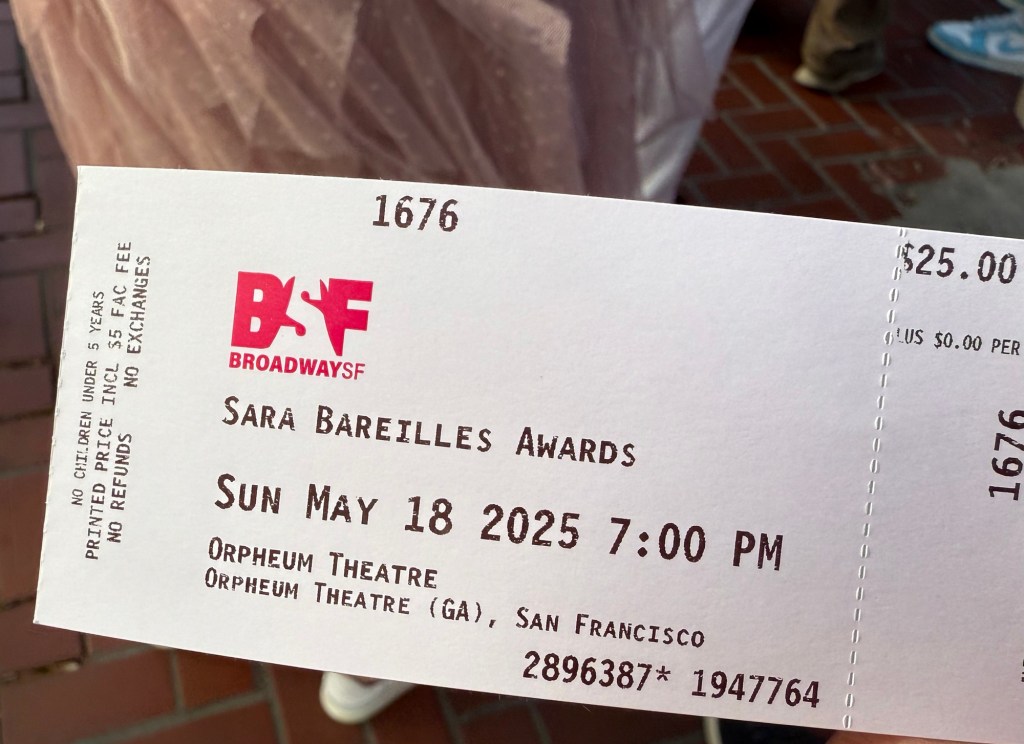 1676
BSF
BROADWAYSF
SARA BAREILLES AWARDS
SUN MAY 18 2025 7:00 PM
ORPHEUM THEATRE
ORPHEUM THEATRE (GA), SAN FRANCISCO
2896387* 1947764
NO CHILDREN UNDER 5 YEARS
PRINTED PRICE INCL $5 FAC FEE
NO REFUNDS NO EXCHANGES
$25.00
LUS $0.00 PER
1676